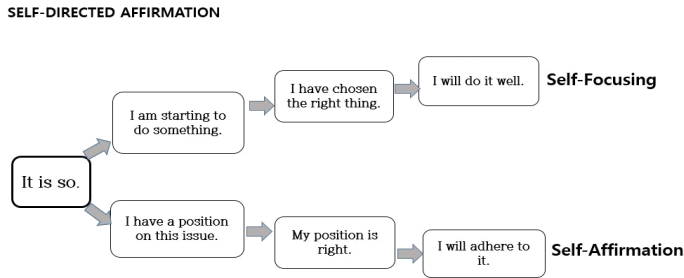 SELF-DIRECTED AFFIRMATION
It is so.
I am starting to
do something.
I have chosen
the right thing.
I will do it well.
Self-Focusing
I have a position
on this issue.
My position is
right.
I will adhere to
it.
Self-Affirmation